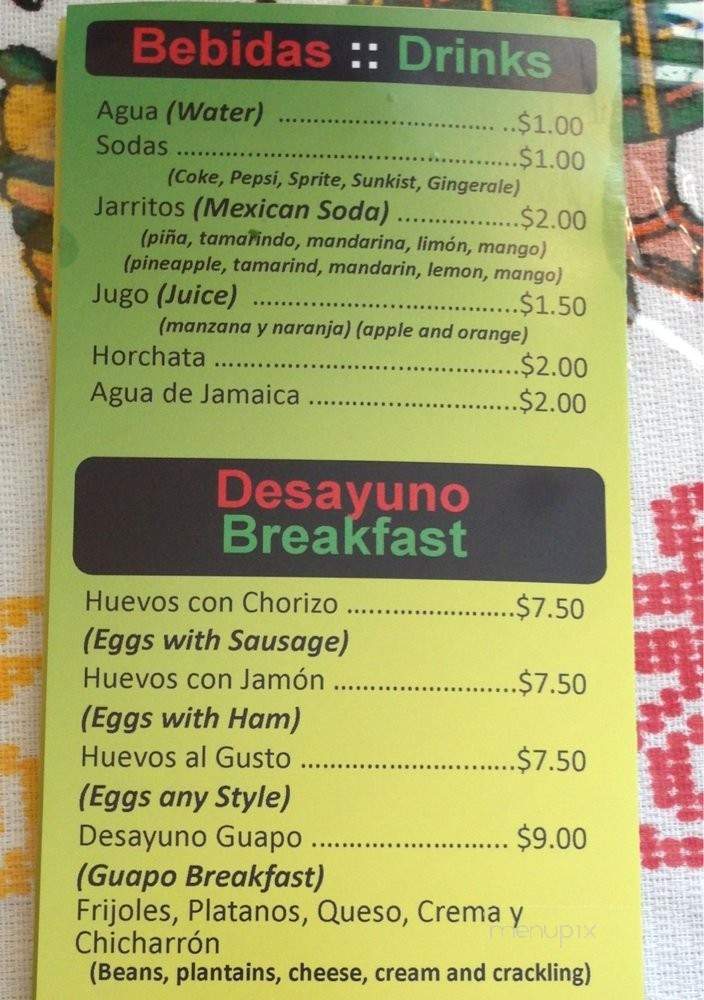 Bebidas :: Drinks
Agua (Water) .................................. ..$1.00
Sodas ....................................................$1.00
(Coke, Pepsi, Sprite, Sunkist, Gingerale)
Jarritos (Mexican Soda) ..................$2.00
(piña, tamarindo, mandarina, limón, mango)
(pineapple, tamarind, mandarin, lemon, mango)
Jugo (Juice) ........................................$1.50
(manzana y naranja) (apple and orange)
Horchata ..............................................$2.00
Agua de Jamaica ................................$2.00
Desayuno
Breakfast
Huevos con Chorizo .........................$7.50
(Eggs with Sausage)
Huevos con Jamón ...........................$7.50
(Eggs with Ham)
Huevos al Gusto ................................$7.50
(Eggs any Style)
Desayuno Guapo ............................. $9.00
(Guapo Breakfast)
Frijoles, Platanos, Queso, Crema y
Chicharrón
(Beans, plantains, cheese, cream and crackling)
menupix